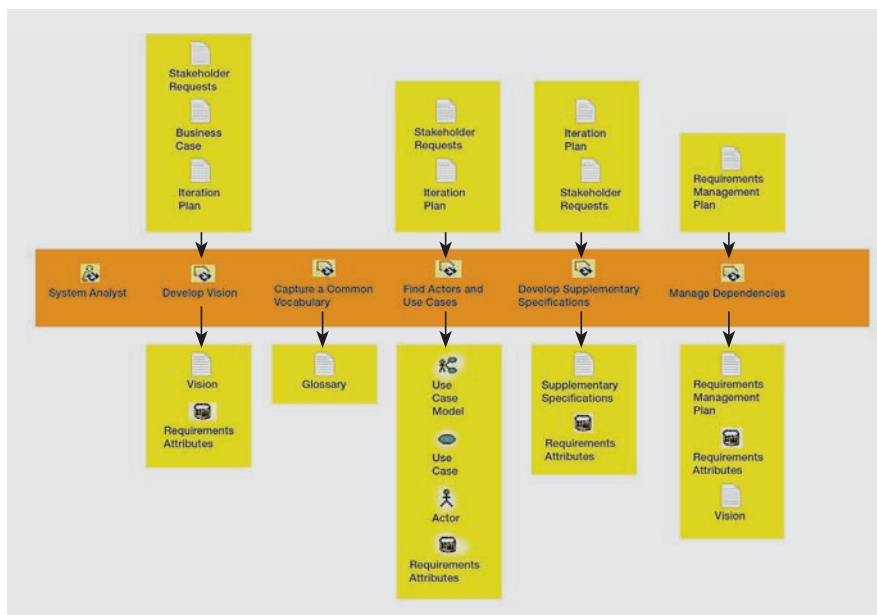 Stakeholder
Requests
Business
Case
Iteration
Plan
Stakeholder
Requests
Iteration
Plan
Iteration
Plan
Stakeholder
Requests
Requirements
Management
Plan
System Analyst
Develop Vision
Capture a Common
Vocabulary
Find Actors and
Use Cases
Develop Supplementary
Specifications
Manage Dependencies
Vision
Requirements
Attributes
Glossary
Use
Case
Model
Use
Case
Actor
Requirements
Attributes
Supplementary
Specifications
Requirements
Attributes
Requirements
Management
Plan
Requirements
Attributes
Vision